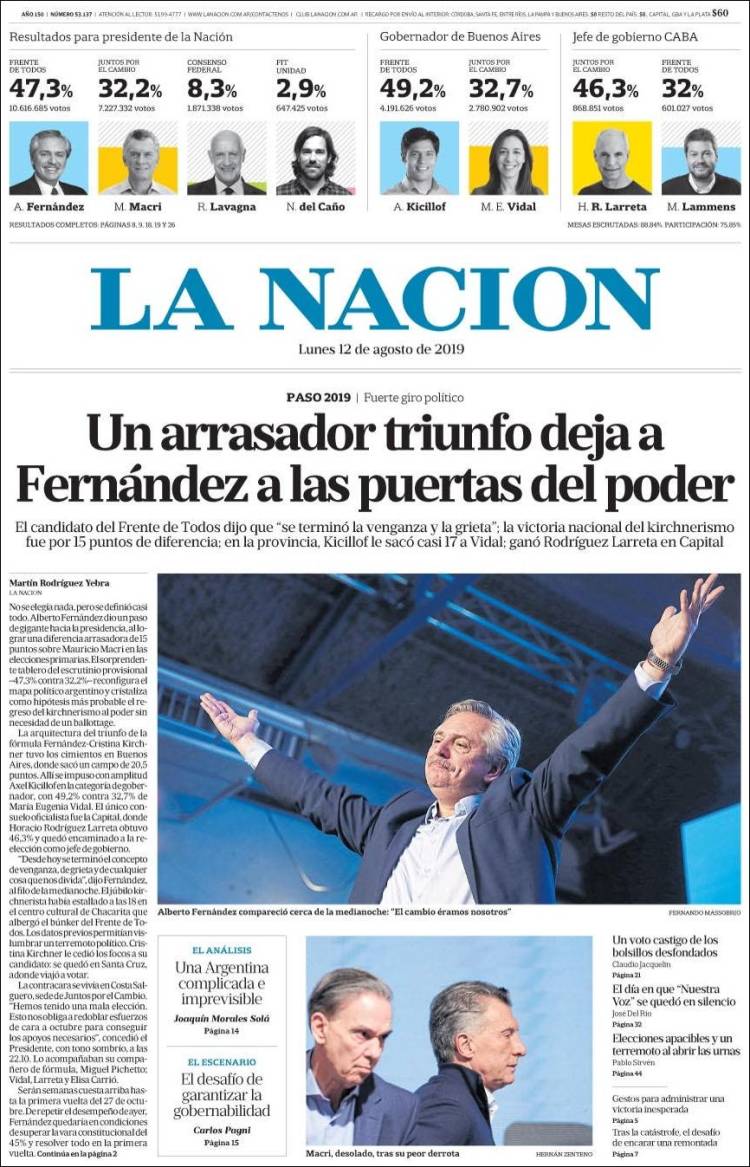 AÑO 150 | NÚMERO 53.137 | ATENCIÓN AL LECTOR: 5199-4777 | WWW.LANACION.COM.AR/CONTACTENOS | CLUB.LANACION.COM.AR | RECARGO POR ENVÍO AL INTERIOR: CÓRDOBA, SANTA FE, ENTRE RÍOS, LA PAMPA Y BUENOS AIRES. $0 RESTO DEL PAÍS: $8, CAPITAL, GBA Y LA PLATA $60
Resultados para presidente de la Nación
FRENTE
DE TODOS
47,3%
10.616.685 votos
A. Fernández
JUNTOS POR
EL CAMBIO
32,2%
7.227.332 votos
M. Macri
CONSENSO
FEDERAL
8,3%
1.871.338 votos
R. Lavagna
FIT
UNIDAD
2,9%
647.425 votos
N. del Caño
Gobernador de Buenos Aires
FRENTE
DE TODOS
49,2%
4.191.626 votos
A. Kicillof
JUNTOS POR
EL CAMBIO
32,7%
2.780.902 votos
M. E. Vidal
Jefe de gobierno CABA
JUNTOS POR
EL CAMBIO
46,3%
868.851 votos
H. R. Larreta
FRENTE
DE TODOS
32%
601.027 votos
M. Lammens
RESULTADOS COMPLETOS: PÁGINAS 8, 9, 18, 19 Y 26
MESAS ESCRUTADAS: 88.84%. PARTICIPACIÓN: 75.85%
LA NACION
Lunes 12 de agosto de 2019
PASO 2019 | Fuerte giro político
Un arrasador triunfo deja a
Fernández a las puertas del poder
El candidato del Frente de Todos dijo que “se terminó la venganza y la grieta”; la victoria nacional del kirchnerismo
fue por 15 puntos de diferencia; en la provincia, Kicillof le sacó casi 17 a Vidal; ganó Rodríguez Larreta en Capital
Martín Rodríguez Yebra
LA NACION
No se elegía nada, pero se definió casi
todo. Alberto Fernández dio un paso
de gigante hacia la presidencia, al lo-
grar una diferencia arrasadora de 15
puntos sobre Mauricio Macri en las
elecciones primarias. El sorprenden-
te tablero del escrutinio provisional
–47,3% contra 32,2%– reconfigura el
mapa político argentino y cristaliza
como hipótesis más probable el re-
greso del kirchnerismo al poder sin
necesidad de un ballottage.
La arquitectura del triunfo de la
fórmula Fernández-Cristina Kirch-
ner tuvo los cimientos en Buenos
Aires, donde sacó un campo de 20,5
puntos. Allí se impuso con amplitud
Axel Kicillof en la categoría de gober-
nador, con 49,2% contra 32,7% de
María Eugenia Vidal. El único con-
suelo oficialista fue la Capital, donde
Horacio Rodríguez Larreta obtuvo
46,3% y quedó encaminado a la re-
elección como jefe de gobierno.
“Desde hoy se terminó el concepto
de venganza, de grieta y de cualquier
cosa que nos divida”, dijo Fernández,
al filo de la medianoche. El júbilo kir-
chnerista había estallado a las 18 en
el centro cultural de Chacarita que
albergó el búnker del Frente de To-
dos. Los datos previos permitían vis-
lumbrar un terremoto político. Cris-
tina Kirchner le cedió los focos a su
candidato: se quedó en Santa Cruz,
adonde viajó a votar.
La contracara se vivía en Costa Sal-
guero, sede de Juntos por el Cambio.
“Hemos tenido una mala elección.
Esto nos obliga a redoblar esfuerzos
de cara a octubre para conseguir
los apoyos necesarios”, concedió el
Presidente, con tono sombrío, a las
22.10. Lo acompañaban su compa-
ñero de fórmula, Miguel Pichetto;
Vidal, Larreta y Elisa Carrió.
Serán semanas cuesta arriba has-
ta la primera vuelta del 27 de octu-
bre. De repetir el desempeño de ayer,
Fernández quedaría en condiciones
de superar la vara constitucional del
45% y resolver todo en la primera
vuelta. Continúa en la página 2
Alberto Fernández compareció cerca de la medianoche: “El cambio éramos nosotros”
FERNANDO MASSOBRIO
EL ANÁLISIS
Una Argentina
complicada e
imprevisible
Joaquín Morales Solá
Página 14
EL ESCENARIO
El desafío de
garantizar la
gobernabilidad
Carlos Pagni
Página 15
Macri, desolado, tras su peor derrota
HERNÁN ZENTENO
Un voto castigo de los
bolsillos desfondados
Claudio Jacquelin
Página 21
El día en que “Nuestra
Voz” se quedó en silencio
José Del Río
Página 32
Elecciones apacibles y un
terremoto al abrir las urnas
Pablo Sirvén
Página 44
Gestos para administrar una
victoria inesperada
Página 5
Tras la catástrofe, el desafío
de encarar una remontada
Página 7